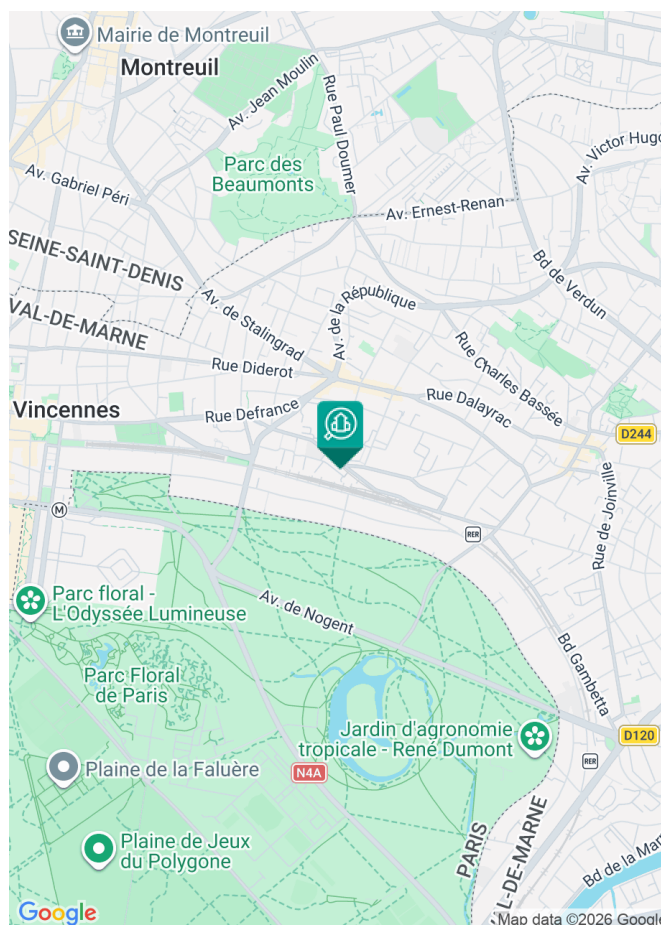 Mairie de Montreuil
Montreuil
Av. Jean Moulin
Rue Paul Doumer
Av. Victor Hugo
Parc des
Beaumonts
Av. Gabriel Péri
Av. Ernest-Renan
SEINE-SAINT-DENIS
VAL-DE-MARNE
Bd de Verdun
Av. de Stalingrad
Av. de la République
Rue Charles Bassée
Rue Diderot
Rue Dalayrac
Vincennes
Rue Defrance
D244
M
RER
Rue de Joinville
Parc floral -
L'Odyssée Lumineuse
Av. de Nogent
Parc Floral
de Paris
Bd Gambetta
Jardin d'agronomie
tropicale - René Dumont
D120
Plaine de la Faluère
N4A
RER
Plaine de Jeux
du Polygone
PARIS
VAL-DE-MARNE
Bd de la Mar
Google
Map data ©2026 Google